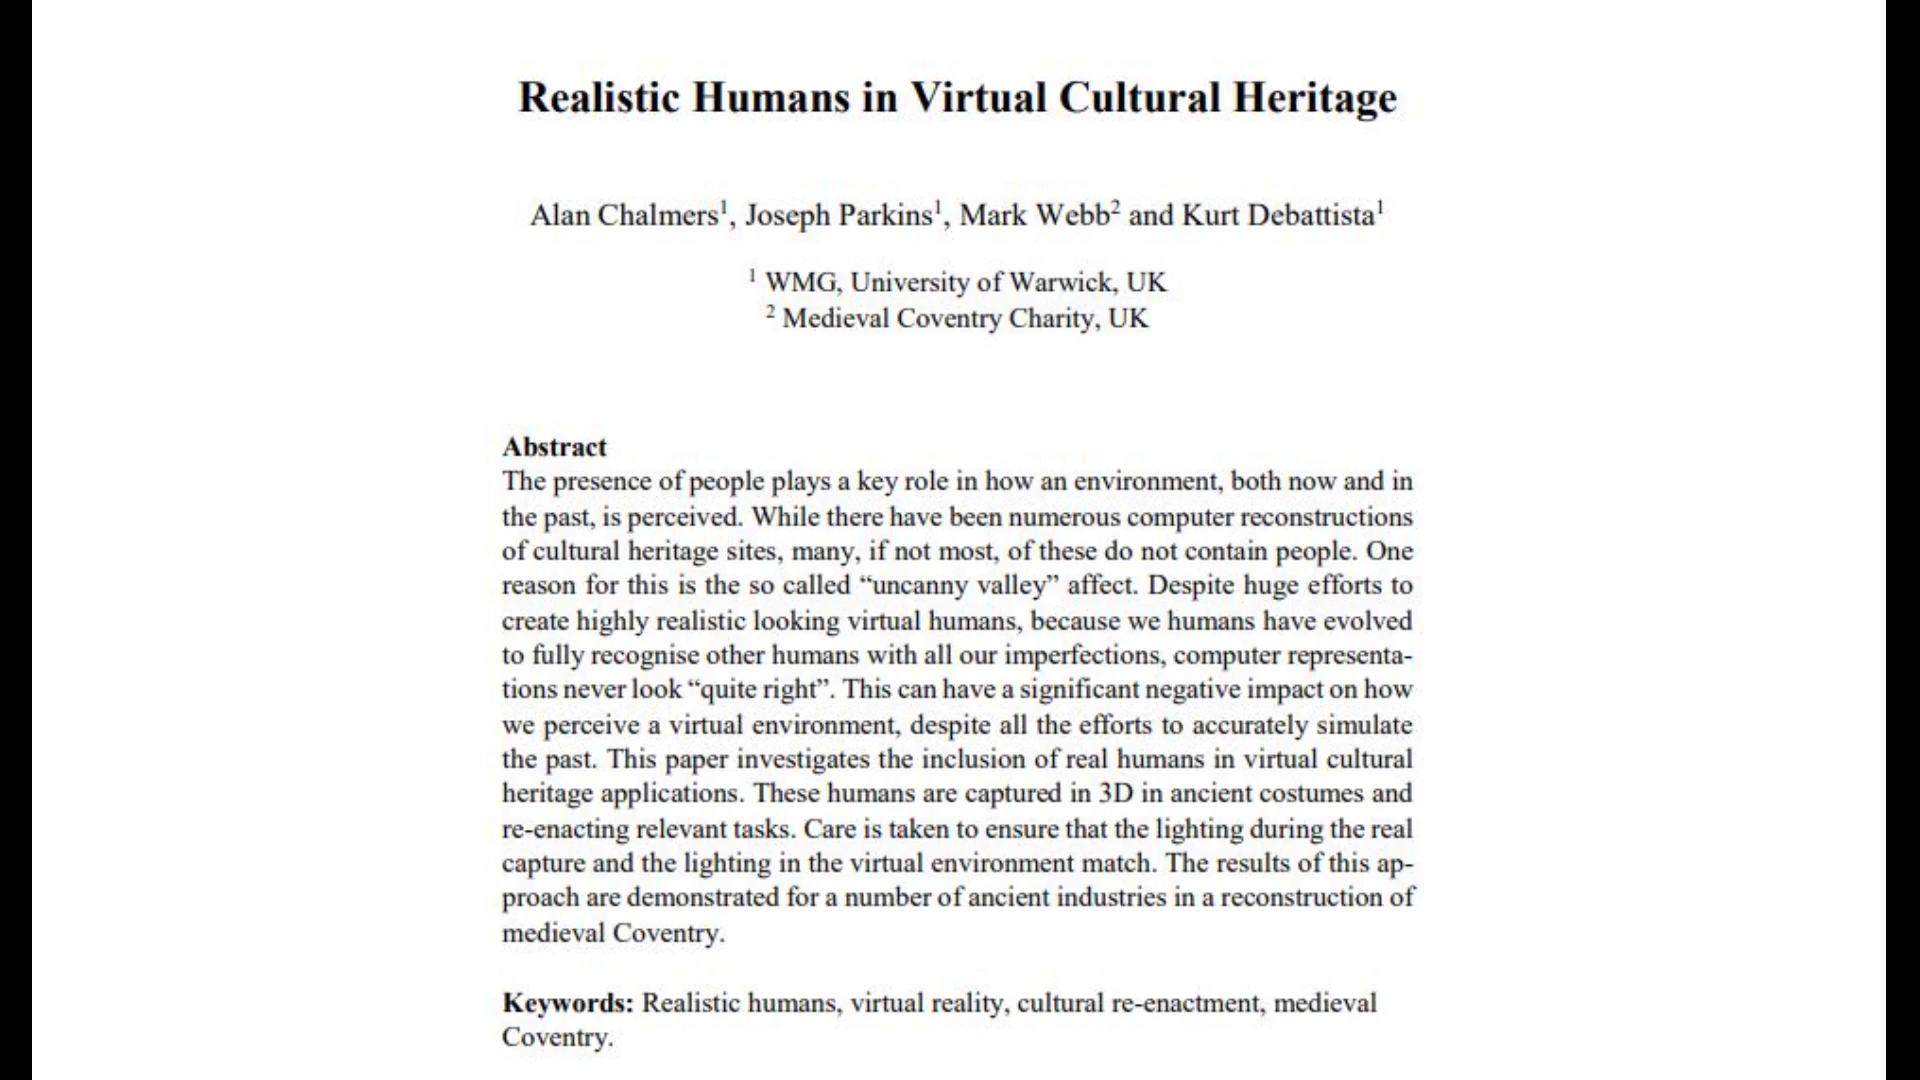 Realistic Humans in Virtual Cultural Heritage
Alan Chalmers¹, Joseph Parkins¹, Mark Webb² and Kurt Debattista¹
¹ WMG, University of Warwick, UK
² Medieval Coventry Charity, UK
Abstract
The presence of people plays a key role in how an environment, both now and in
the past, is perceived. While there have been numerous computer reconstructions
of cultural heritage sites, many, if not most, of these do not contain people. One
reason for this is the so called “uncanny valley” affect. Despite huge efforts to
create highly realistic looking virtual humans, because we humans have evolved
to fully recognise other humans with all our imperfections, computer representa-
tions never look “quite right”. This can have a significant negative impact on how
we perceive a virtual environment, despite all the efforts to accurately simulate
the past. This paper investigates the inclusion of real humans in virtual cultural
heritage applications. These humans are captured in 3D in ancient costumes and
re-enacting relevant tasks. Care is taken to ensure that the lighting during the real
capture and the lighting in the virtual environment match. The results of this ap-
proach are demonstrated for a number of ancient industries in a reconstruction of
medieval Coventry.
Keywords: Realistic humans, virtual reality, cultural re-enactment, medieval
Coventry.